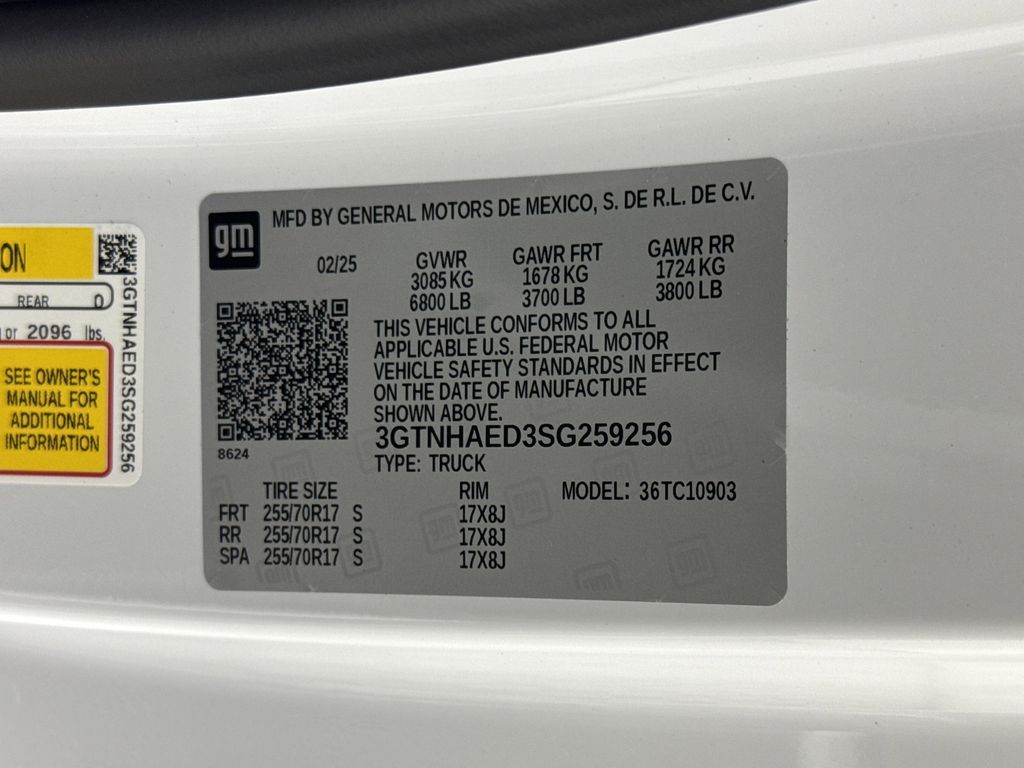 ON
REAR 0
or 2096 lbs.
SEE OWNER'S
MANUAL FOR
ADDITIONAL
INFORMATION
3GTNHAED3SG259256
gm
MFD BY GENERAL MOTORS DE MEXICO, S. DE R.L. DE C.V.
02/25
GVWR
3085 KG
6800 LB
GAWR FRT
1678 KG
3700 LB
GAWR RR
1724 KG
3800 LB
THIS VEHICLE CONFORMS TO ALL
APPLICABLE U.S. FEDERAL MOTOR
VEHICLE SAFETY STANDARDS IN EFFECT
ON THE DATE OF MANUFACTURE
SHOWN ABOVE.
3GTNHAED3SG259256
8624
TYPE: TRUCK
TIRE SIZE RIM MODEL: 36TC10903
FRT 255/70R17 S 17X8J
RR 255/70R17 S 17X8J
SPA 255/70R17 S 17X8J